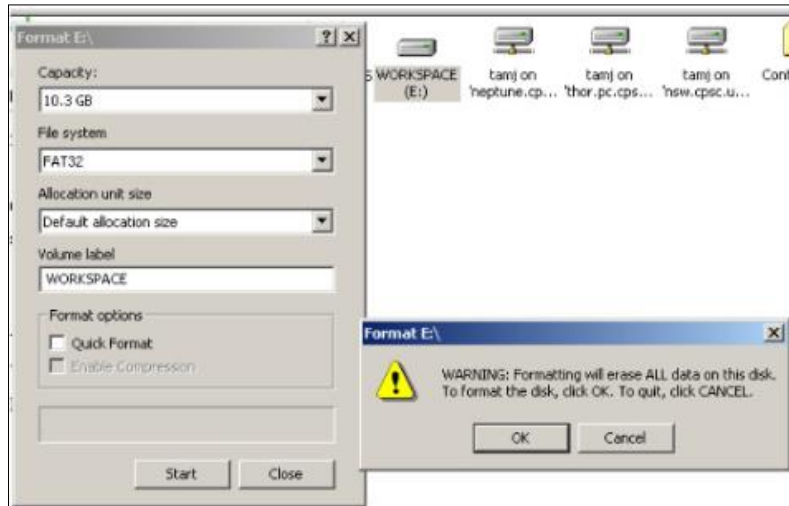 Format E:\
Capacity:
10.3 GB
File system
FAT32
Allocation unit size
Default allocation size
Volume label
WORKSPACE
Format options
Quick Format
Enable Compression
Start
Close
WORKSPACE
(E:)
tamj on
'neptune.cp...
tamj on
'thor.pc.cps...
tamj on
'nsw.cpsc.u...
Cont
Format E:\
WARNING: Formatting will erase ALL data on this disk.
To format the disk, click OK. To quit, click CANCEL.
OK
Cancel